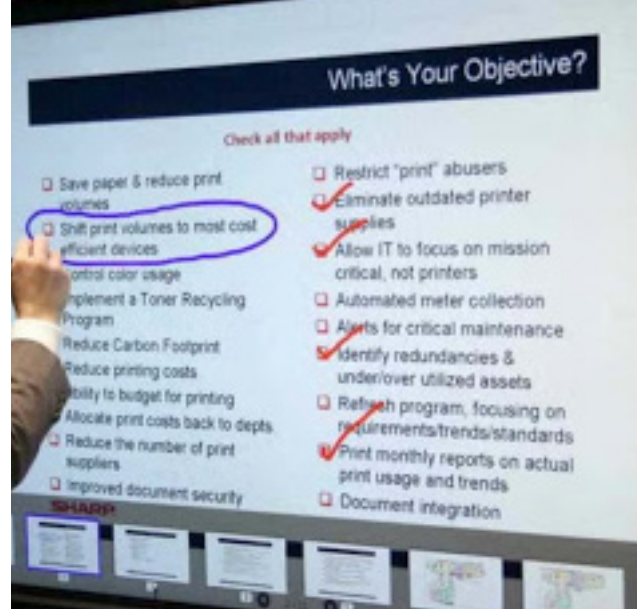 What's Your Objective?
Check all that apply
Save paper & reduce print
volumes
Shift print volumes to most cost
efficient devices
Control color usage
Implement a Toner Recycling
Program
Reduce Carbon Footprint
Reduce printing costs
Ability to budget for printing
Allocate print costs back to depts
Reduce the number of print
suppliers
Improved document security
Restrict "print" abusers
Eliminate outdated printer
supplies
Allow IT to focus on mission
critical, not printers
Automated meter collection
Alerts for critical maintenance
Identify redundancies &
under/over utilized assets
Refresh program, focusing on
requirements/trends/standards
Print monthly reports on actual
print usage and trends
Document integration
SHARP